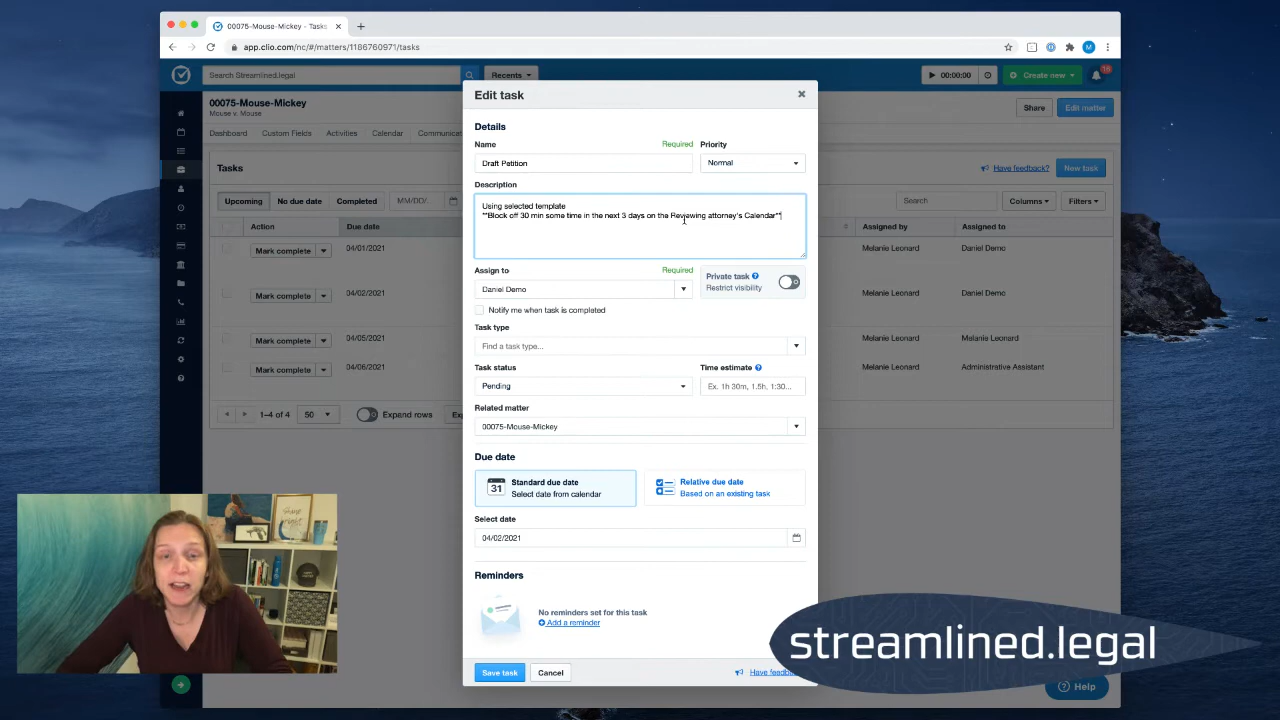 00075-Mouse-Mickey - Tasks
app.clio.com/nc/#/matters/1186760971/tasks
M
Search Streamlined.legal
Recents
00:00:00
Create new
16
00075-Mouse-Mickey
Mouse v. Mouse
Share
Edit matter
Dashboard
Custom Fields
Activities
Calendar
Tasks
Have feedback?
New task
Upcoming
No due date
Completed
MM/DD/
Search
Columns
Filters
Due date
Assigned by
Assigned to
Mark complete
04/01/2021
Melanie Leonard
Daniel Demo
Mark complete
04/02/2021
Melanie Leonard
Daniel Demo
Mark complete
04/05/2021
Melanie Leonard
Melanie Leonard
Mark complete
04/06/2021
Melanie Leonard
Administrative Assistant
1–4 of 4
50
Expand rows
Edit task
Details
Name
Required
Priority
Draft Petition
Normal
Description
Using selected template
**Block off 30 min some time in the next 3 days on the Reviewing attorney's Calendar**
Assign to
Required
Daniel Demo
Private task
Restrict visibility
Notify me when task is completed
Task type
Find a task type...
Task status
Time estimate
Pending
Ex. 1h 30m, 1.5h, 1:30...
Related matter
00075-Mouse-Mickey
Due date
31
Standard due date
Select date from calendar
Relative due date
Based on an existing task
Select date
04/02/2021
Reminders
No reminders set for this task
Add a reminder
Save task
Cancel
streamlined.legal
Help